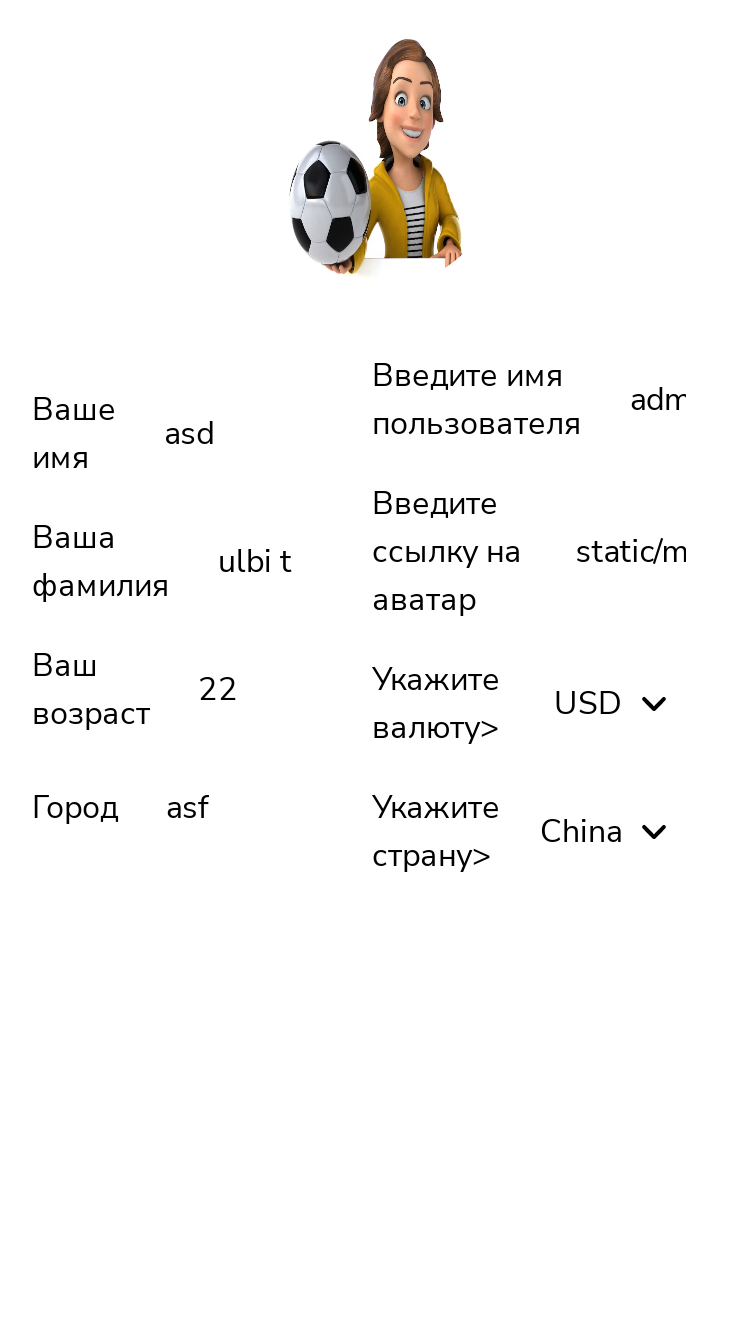 Ваше
имя
asd
Ваша
фамилия
ulbi t
Ваш
возраст
22
Город
asf
Введите имя
пользователя
adm
Введите
ссылку на
аватар
static/m
Укажите
валюту>
USD
Укажите
страну>
China